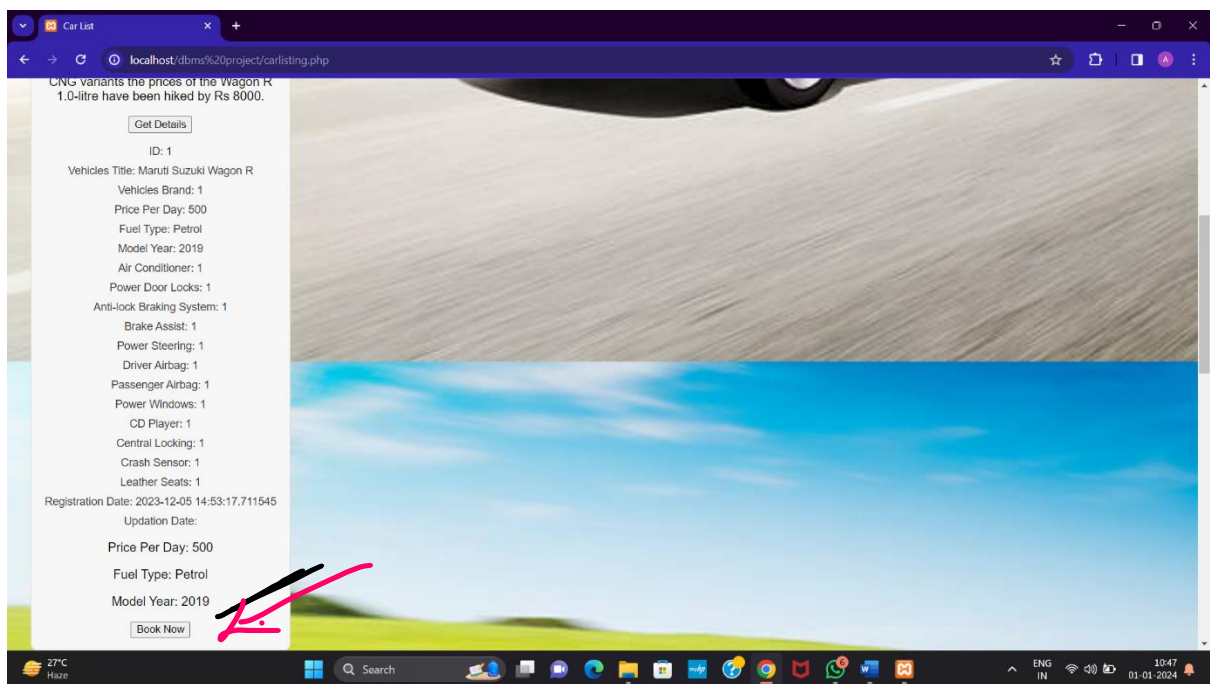 Car List
localhost/dbms%20project/carlisting.php
CNG variants the prices of the Wagon R
1.0-litre have been hiked by Rs 8000.
Get Details
ID: 1
Vehicles Title: Maruti Suzuki Wagon R
Vehicles Brand: 1
Price Per Day: 500
Fuel Type: Petrol
Model Year: 2019
Air Conditioner: 1
Power Door Locks: 1
Anti-lock Braking System: 1
Brake Assist: 1
Power Steering: 1
Driver Airbag: 1
Passenger Airbag: 1
Power Windows: 1
CD Player: 1
Central Locking: 1
Crash Sensor: 1
Leather Seats: 1
Registration Date: 2023-12-05 14:53:17.711545
Updation Date:
Price Per Day: 500
Fuel Type: Petrol
Model Year: 2019
Book Now
27°C
Haze
Search
ENG
IN
10:47
01-01-2024